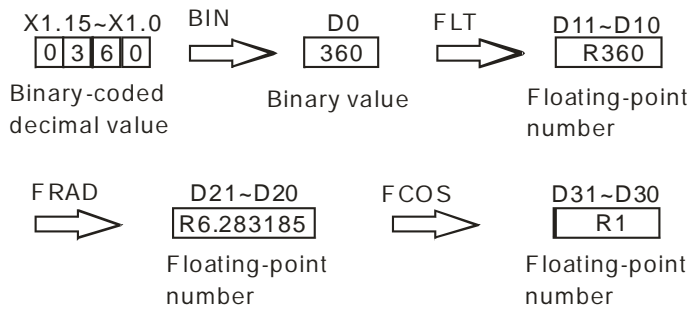 X1.15~X1.0 BIN D0 FLT D11~D10
0 3 6 0 360 R360
Binary-coded Binary value Floating-point
decimal value number
FRAD D21~D20 FCOS D31~D30
R6.283185 R1
Floating-point Floating-point
number number